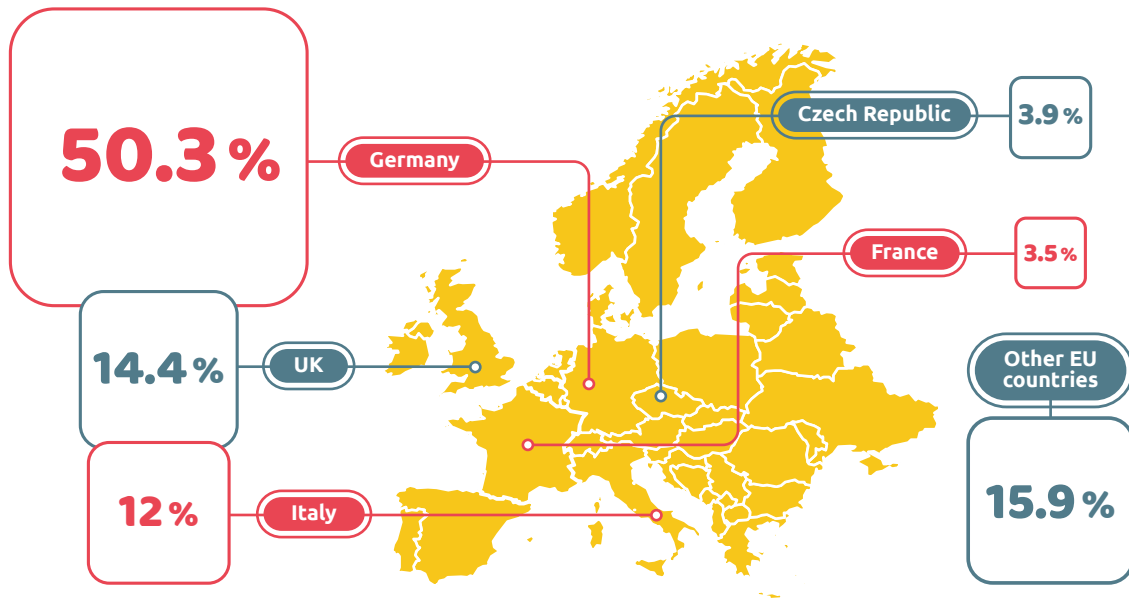 50.3 %
Germany
14.4 %
UK
12 %
Italy
Czech Republic
3.9 %
France
3.5 %
Other EU
countries
15.9 %